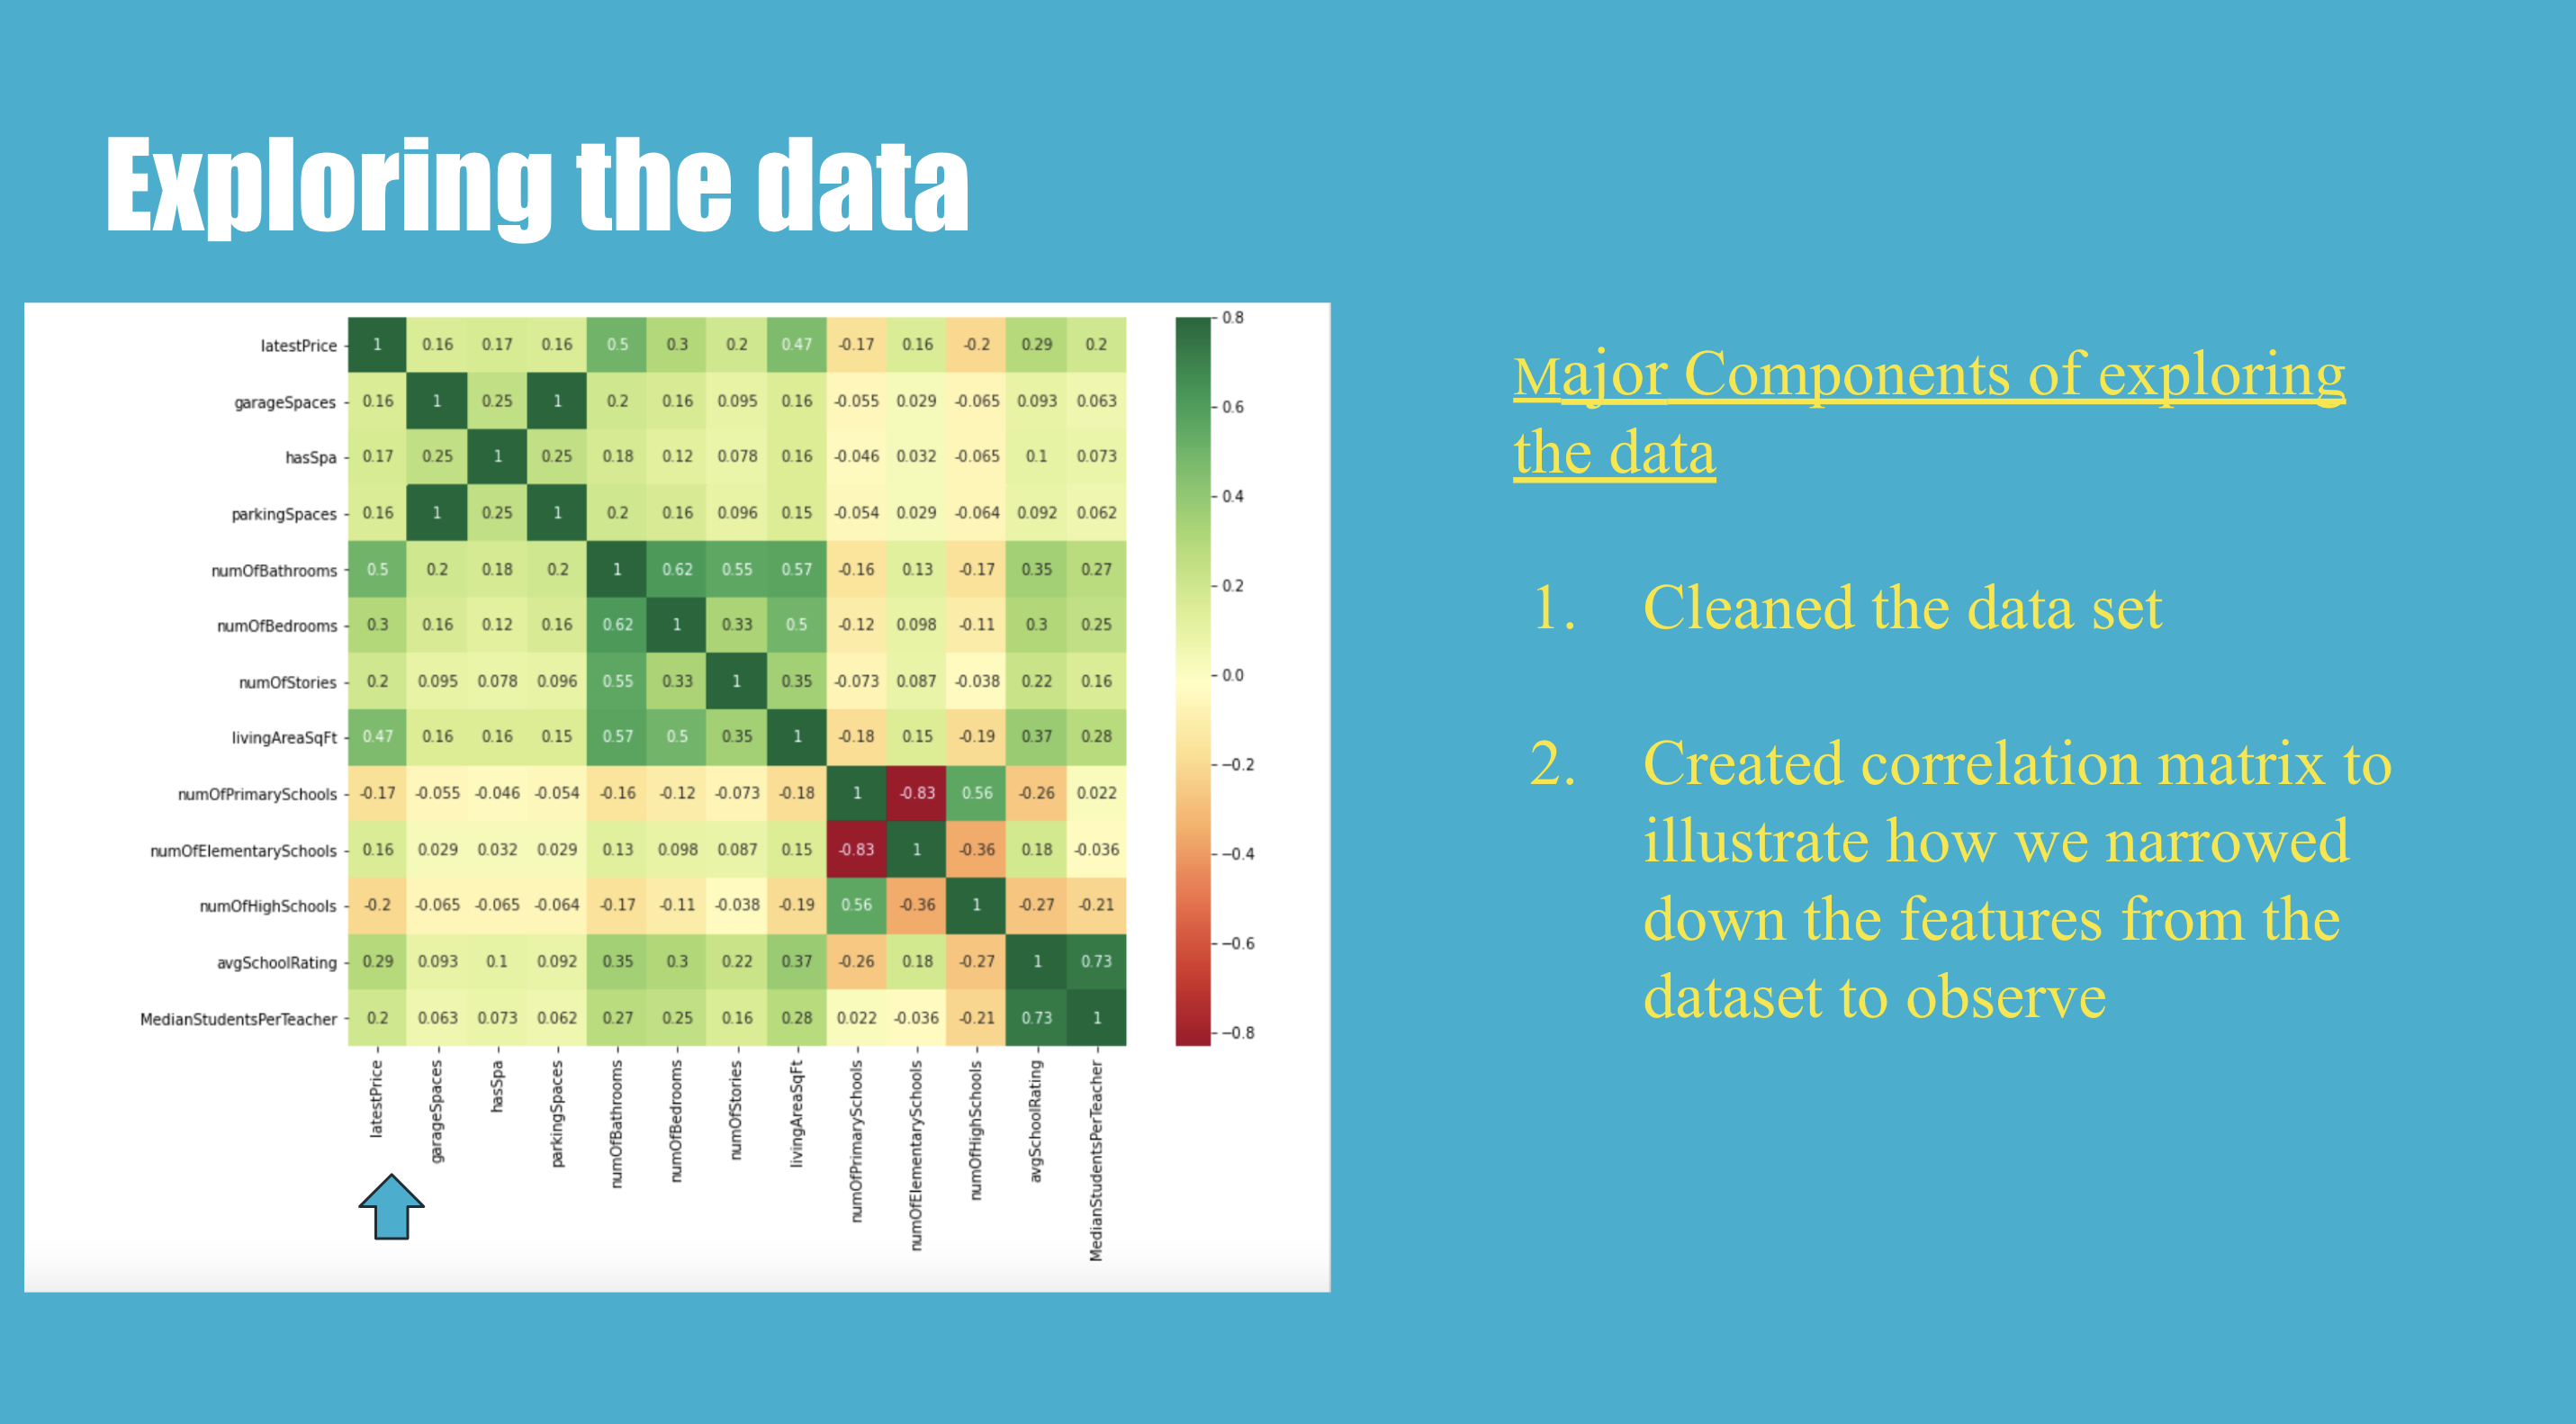 Exploring the data
latestPrice 1 0.16 0.17 0.16 0.5 0.3 0.2 0.47 -0.17 0.16 -0.2 0.29 0.2
garageSpaces 0.16 1 0.25 1 0.2 0.16 0.095 0.16 -0.055 0.029 -0.065 0.093 0.063
hasSpa 0.17 0.25 1 0.25 0.18 0.12 0.078 0.16 -0.046 0.032 -0.065 0.1 0.073
parkingSpaces 0.16 1 0.25 1 0.2 0.16 0.096 0.15 -0.054 0.029 -0.064 0.092 0.062
numOfBathrooms 0.5 0.2 0.18 0.2 1 0.62 0.55 0.57 -0.16 0.13 -0.17 0.35 0.27
numOfBedrooms 0.3 0.16 0.12 0.16 0.62 1 0.33 0.5 -0.12 0.098 -0.11 0.3 0.25
numOfStories 0.2 0.095 0.078 0.096 0.55 0.33 1 0.35 -0.073 0.087 -0.038 0.22 0.16
livingAreaSqFt 0.47 0.16 0.16 0.15 0.57 0.5 0.35 1 -0.18 0.15 -0.19 0.37 0.28
numOfPrimarySchools -0.17 -0.055 -0.046 -0.054 -0.16 -0.12 -0.073 -0.18 1 -0.83 0.56 -0.26 0.022
numOfElementarySchools 0.16 0.029 0.032 0.029 0.13 0.098 0.087 0.15 -0.83 1 -0.36 0.18 -0.036
numOfHighSchools -0.2 -0.065 -0.065 -0.064 -0.17 -0.11 -0.038 -0.19 0.56 -0.36 1 -0.27 -0.21
avgSchoolRating 0.29 0.093 0.1 0.092 0.35 0.3 0.22 0.37 -0.26 0.18 -0.27 1 0.73
MedianStudentsPerTeacher 0.2 0.063 0.073 0.062 0.27 0.25 0.16 0.28 0.022 -0.036 -0.21 0.73 1
latestPrice
garageSpaces
hasSpa
parkingSpaces
numOfBathrooms
numOfBedrooms
numOfStories
livingAreaSqFt
numOfPrimarySchools
numOfElementarySchools
numOfHighSchools
avgSchoolRating
MedianStudentsPerTeacher
0.8
0.6
0.4
0.2
0.0
−0.2
−0.4
−0.6
−0.8
Major Components of exploring
the data
1. Cleaned the data set
2. Created correlation matrix to
illustrate how we narrowed
down the features from the
dataset to observe